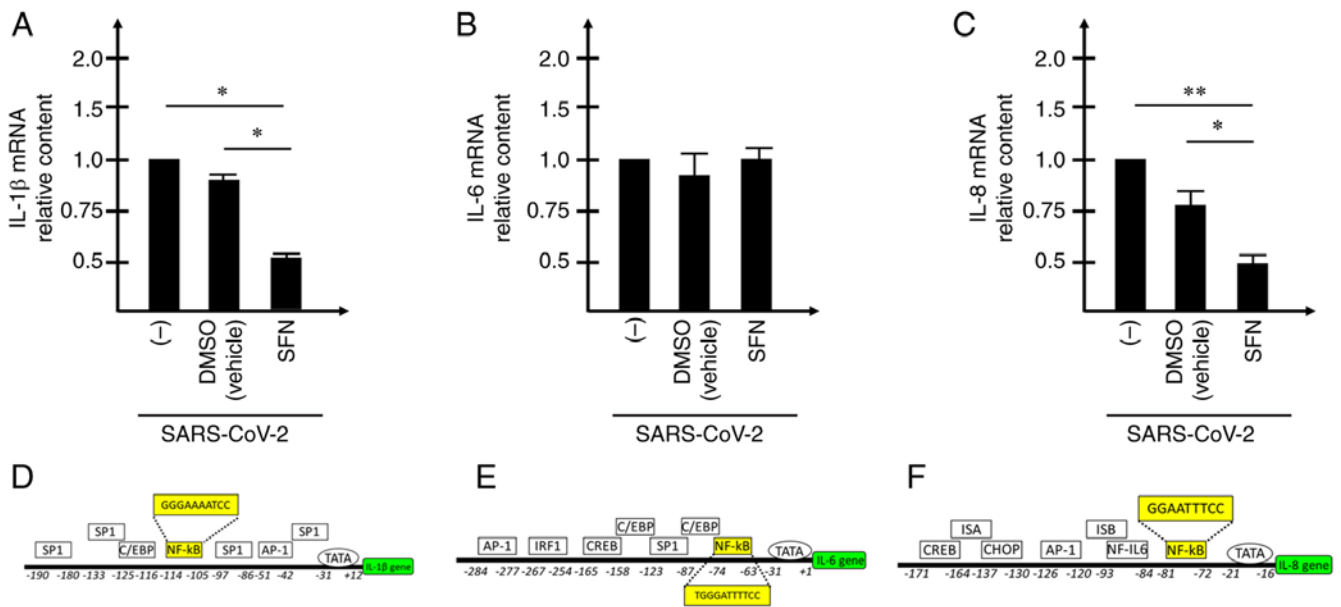 A
IL-1β mRNA
relative content
2.0
1.5
1.0
0.75
0.5
*
*
(–)
DMSO
(vehicle)
SFN
SARS-CoV-2
B
IL-6 mRNA
relative content
2.0
1.5
1.0
0.75
0.5
(–)
DMSO
(vehicle)
SFN
SARS-CoV-2
C
IL-8 mRNA
relative content
2.0
1.5
1.0
0.75
0.5
**
*
(–)
DMSO
(vehicle)
SFN
SARS-CoV-2
D
GGGAAAATCC
SP1 SP1
SP1 C/EBP NF-kB SP1 AP-1 TATA IL-1β gene
-190 -180 -133 -125 -116 -114 -105 -97 -86 -51 -42 -31 +12
E
C/EBP C/EBP
AP-1 IRF1 CREB SP1 NF-kB TATA IL-6 gene
-284 -277 -267 -254 -165 -158 -123 -87 -74 -63 -31 +1
TGGGATTTTCC
F
GGAATTTCC
ISA ISB
CREB CHOP AP-1 NF-IL6 NF-kB TATA IL-8 gene
-171 -164 -137 -130 -126 -120 -93 -84 -81 -72 -21 -16